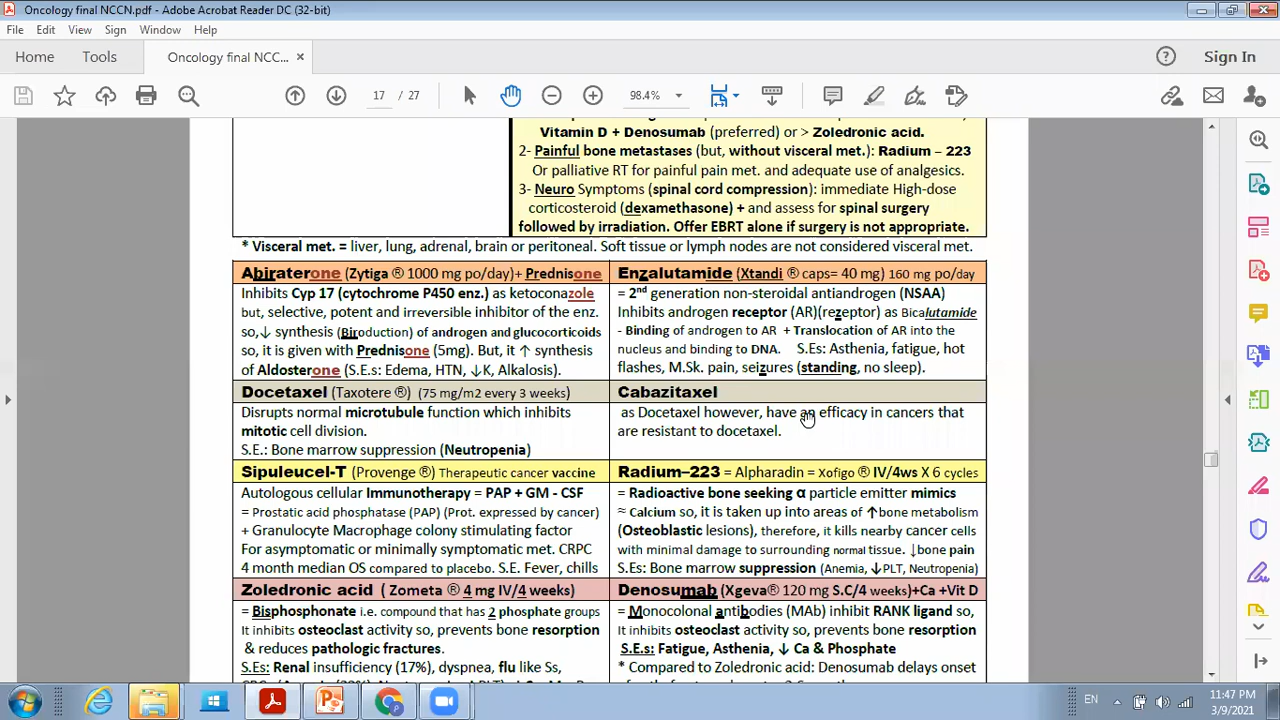 Oncology final NCCN.pdf - Adobe Acrobat Reader DC (32-bit)
File Edit View Sign Window Help
Home Tools Oncology final NCC... × Sign In
17 / 27 98.4%
Vitamin D + Denosumab (preferred) or > Zoledronic acid.
2- Painful bone metastases (but, without visceral met.): Radium – 223
Or palliative RT for painful pain met. and adequate use of analgesics.
3- Neuro Symptoms (spinal cord compression): immediate High-dose
corticosteroid (dexamethasone) + and assess for spinal surgery
followed by irradiation. Offer EBRT alone if surgery is not appropriate.
* Visceral met. = liver, lung, adrenal, brain or peritoneal. Soft tissue or lymph nodes are not considered visceral met.
Abiraterone (Zytiga ® 1000 mg po/day)+ Prednisone
Inhibits Cyp 17 (cytochrome P450 enz.) as ketoconazole
but, selective, potent and irreversible inhibitor of the enz.
so,↓ synthesis (Biroduction) of androgen and glucocorticoids
so, it is given with Prednisone (5mg). But, it ↑ synthesis
of Aldosterone (S.E.s: Edema, HTN, ↓K, Alkalosis).
Enzalutamide (Xtandi ® caps= 40 mg) 160 mg po/day
= 2nd generation non-steroidal antiandrogen (NSAA)
Inhibits androgen receptor (AR)(rezeptor) as Bicalutamide
- Binding of androgen to AR + Translocation of AR into the
nucleus and binding to DNA. S.Es: Asthenia, fatigue, hot
flashes, M.Sk. pain, seizures (standing, no sleep).
Docetaxel (Taxotere ®) (75 mg/m2 every 3 weeks)
Disrupts normal microtubule function which inhibits
mitotic cell division.
S.E.: Bone marrow suppression (Neutropenia)
Cabazitaxel
as Docetaxel however, have an efficacy in cancers that
are resistant to docetaxel.
Sipuleucel-T (Provenge ®) Therapeutic cancer vaccine
Autologous cellular Immunotherapy = PAP + GM - CSF
= Prostatic acid phosphatase (PAP) (Prot. expressed by cancer)
+ Granulocyte Macrophage colony stimulating factor
For asymptomatic or minimally symptomatic met. CRPC
4 month median OS compared to placebo. S.E. Fever, chills
Radium–223 = Alpharadin = Xofigo ® IV/4ws X 6 cycles
= Radioactive bone seeking α particle emitter mimics
≈ Calcium so, it is taken up into areas of ↑bone metabolism
(Osteoblastic lesions), therefore, it kills nearby cancer cells
with minimal damage to surrounding normal tissue. ↓bone pain
S.Es: Bone marrow suppression (Anemia, ↓PLT, Neutropenia)
Zoledronic acid ( Zometa ® 4 mg IV/4 weeks)
= Bisphosphonate i.e. compound that has 2 phosphate groups
It inhibits osteoclast activity so, prevents bone resorption
& reduces pathologic fractures.
S.Es: Renal insufficiency (17%), dyspnea, flu like Ss,
Denosumab (Xgeva® 120 mg S.C/4 weeks)+Ca +Vit D
= Monocolonal antibodies (MAb) inhibit RANK ligand so,
It inhibits osteoclast activity so, prevents bone resorption
S.E.s: Fatigue, Asthenia, ↓ Ca & Phosphate
* Compared to Zoledronic acid: Denosumab delays onset
EN 11:47 PM
3/9/2021